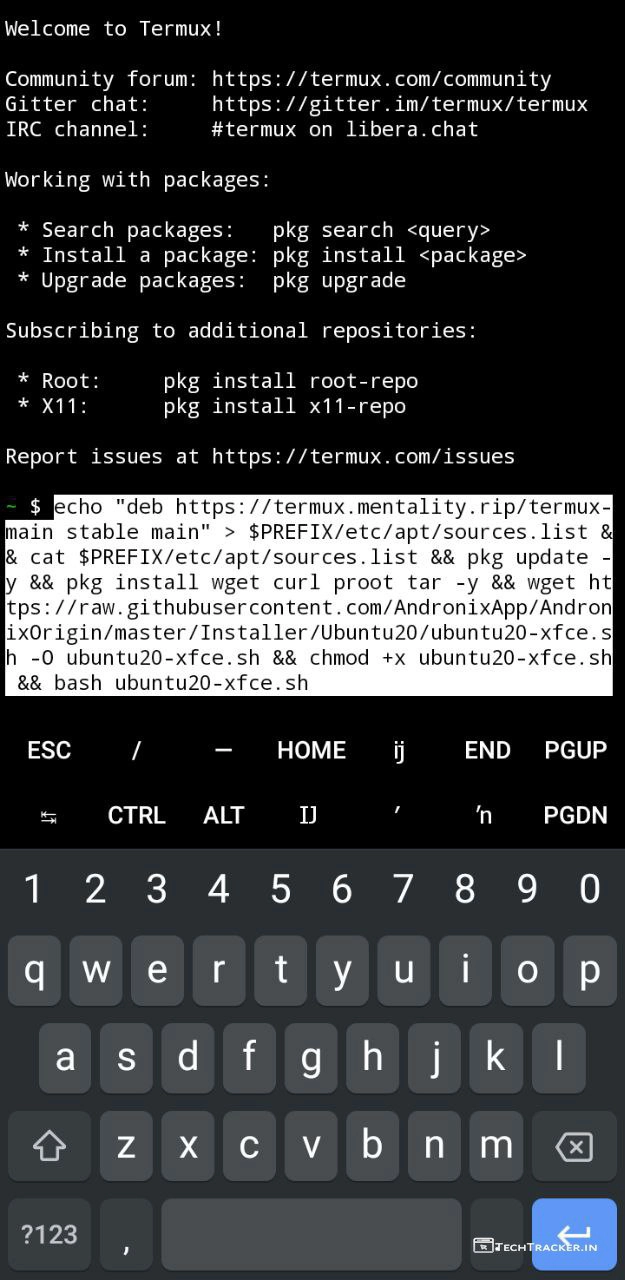 Welcome to Termux!
Community forum: https://termux.com/community
Gitter chat:     https://gitter.im/termux/termux
IRC channel:     #termux on libera.chat
Working with packages:
 * Search packages:   pkg search <query>
 * Install a package: pkg install <package>
 * Upgrade packages:  pkg upgrade
Subscribing to additional repositories:
 * Root:     pkg install root-repo
 * X11:      pkg install x11-repo
Report issues at https://termux.com/issues
~ $ echo "deb https://termux.mentality.rip/termux-
main stable main" > $PREFIX/etc/apt/sources.list &
& cat $PREFIX/etc/apt/sources.list && pkg update -
y && pkg install wget curl proot tar -y && wget ht
tps://raw.githubusercontent.com/AndronixApp/Andron
ixOrigin/master/Installer/Ubuntu20/ubuntu20-xfce.s
h -O ubuntu20-xfce.sh && chmod +x ubuntu20-xfce.sh
 && bash ubuntu20-xfce.sh
ESC / — HOME ĳ END PGUP
↹ CTRL ALT Ĳ ′ ŉ PGDN
1 2 3 4 5 6 7 8 9 0
q w e r t y u i o p
a s d f g h j k l
z x c v b n m
?123 ,
TECHTRACKER.IN